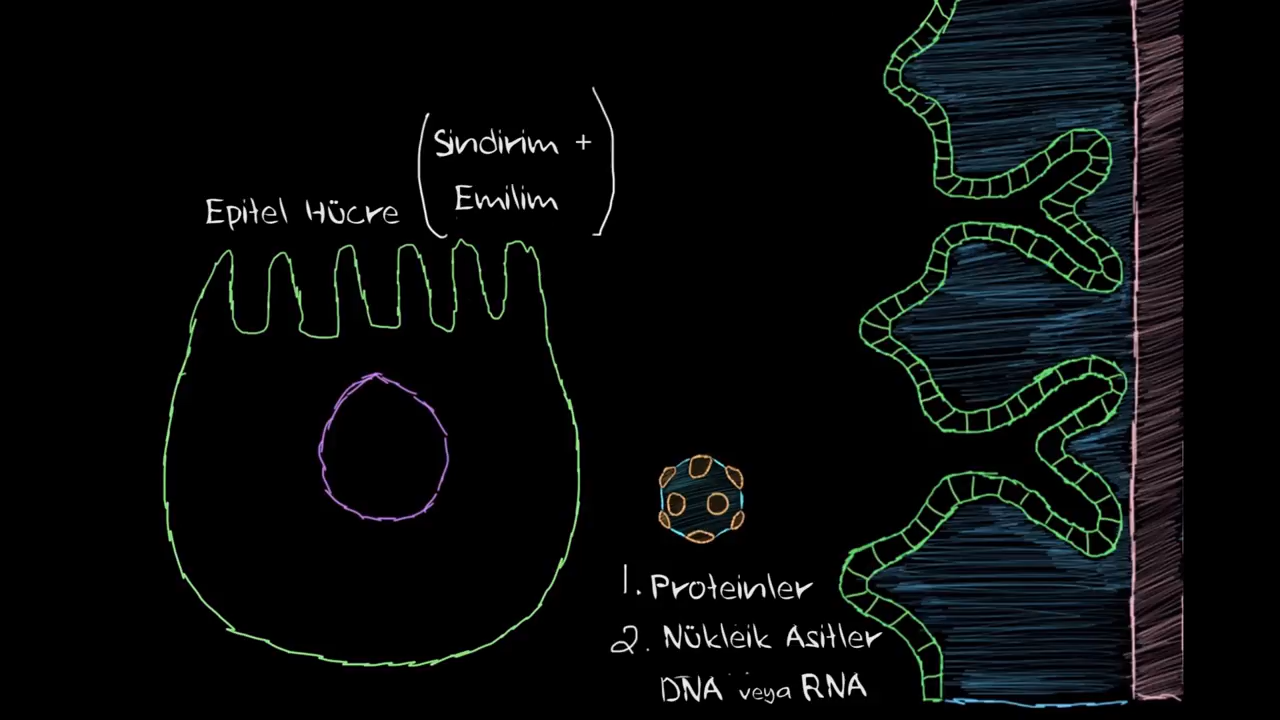 Sindirim +
Emilim
Epitel Hücre
1. Proteinler
2. Nükleik Asitler
DNA veya RNA